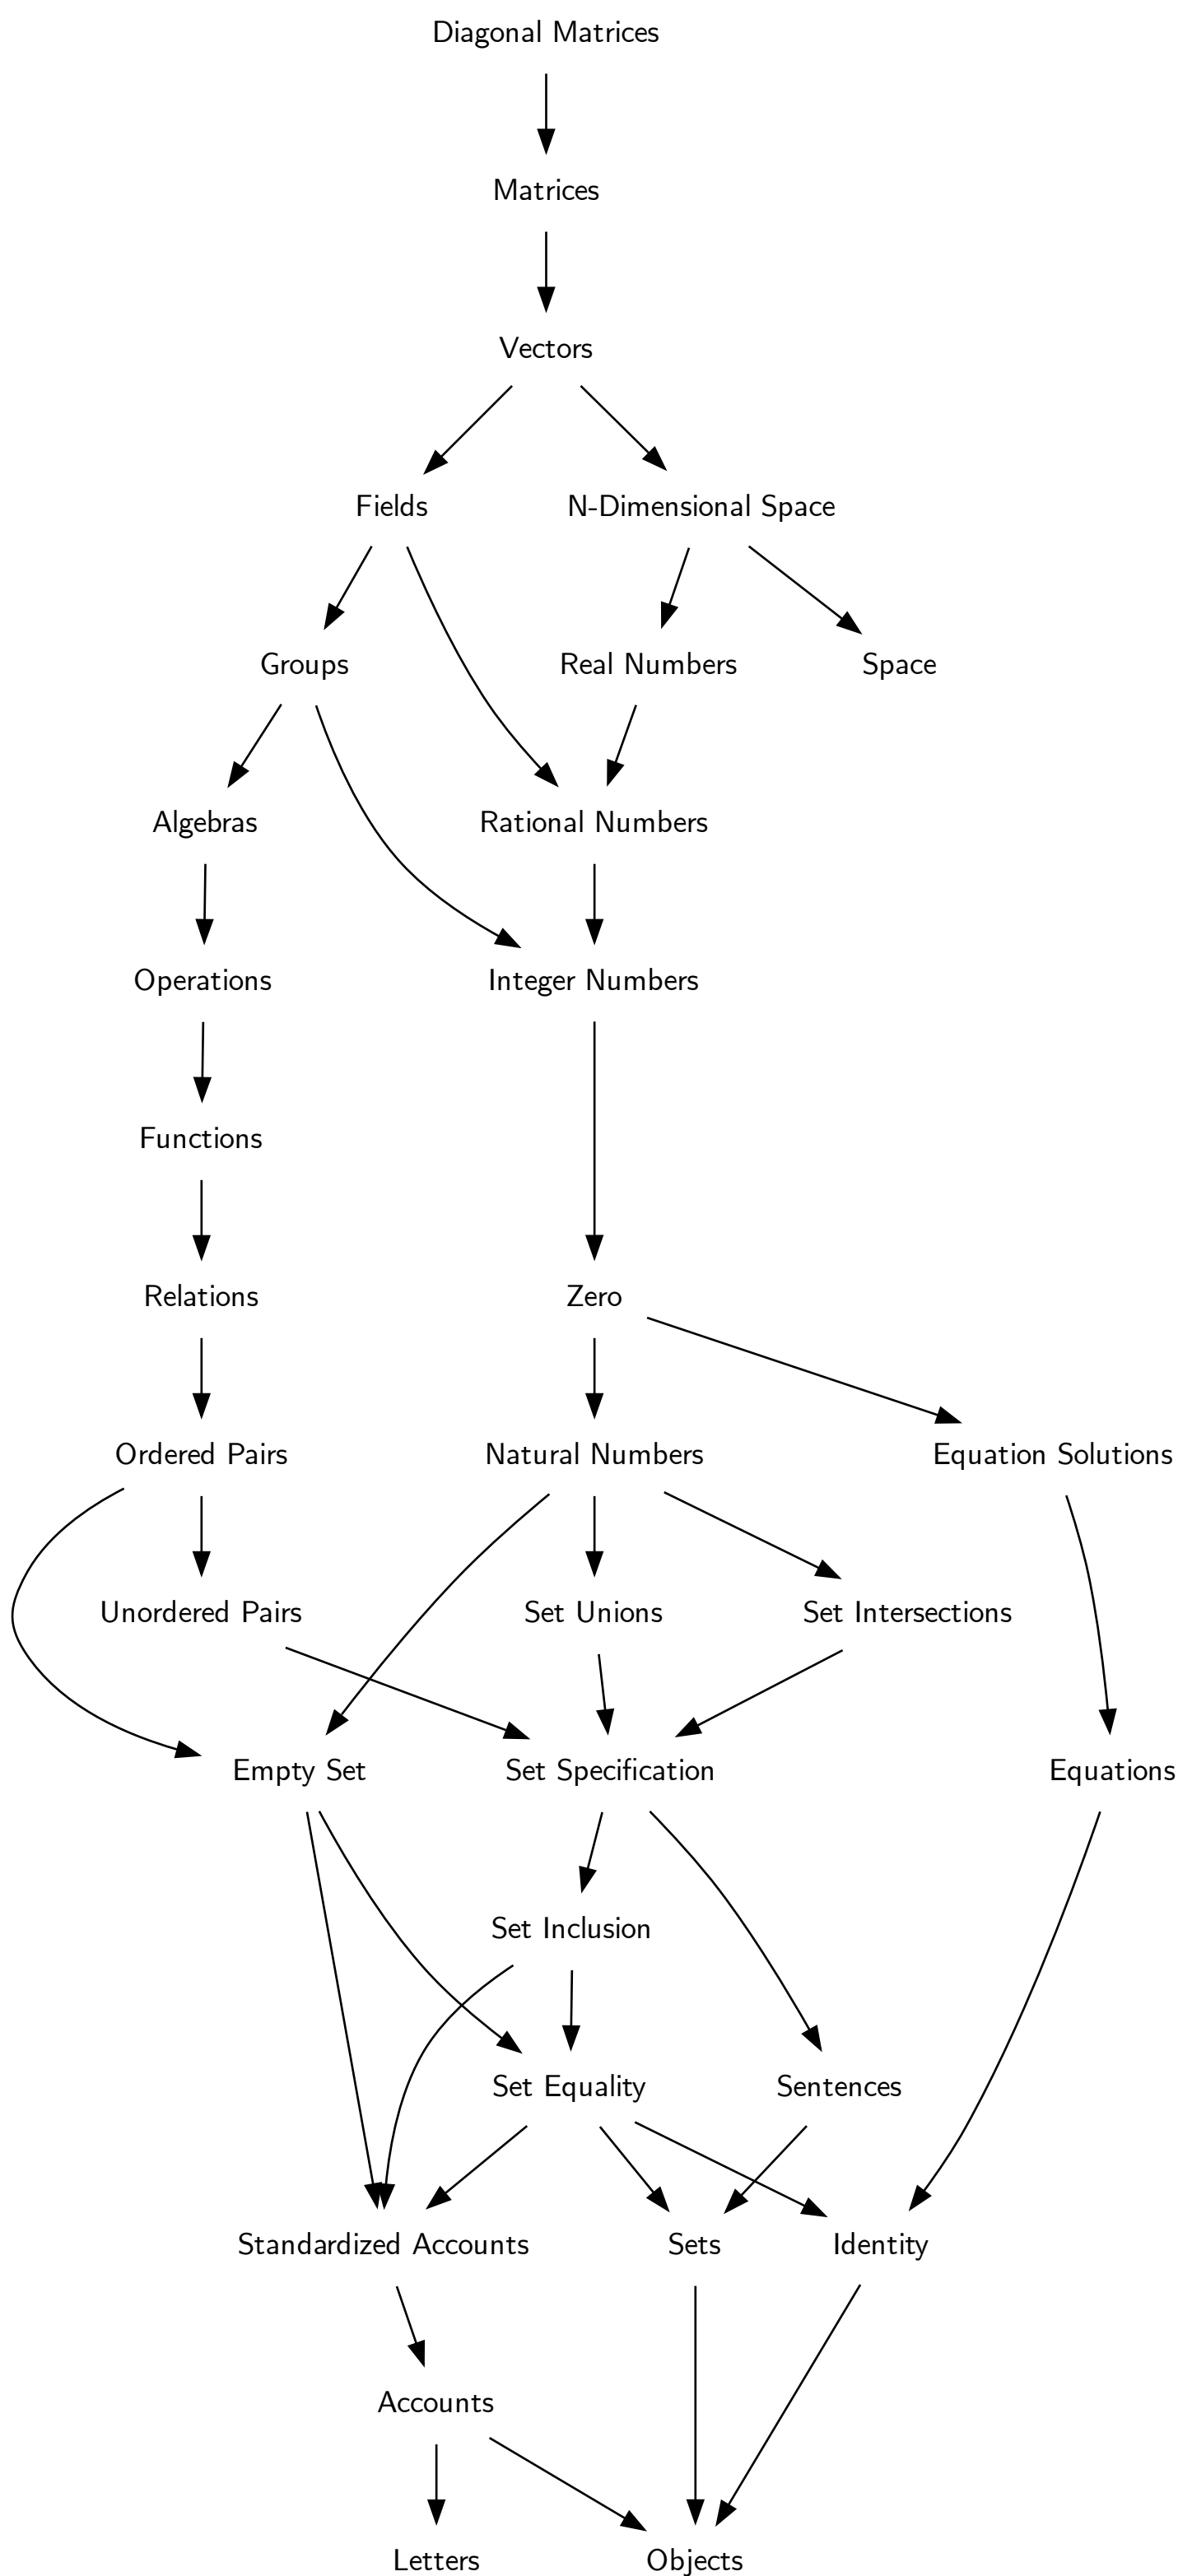 Diagonal Matrices
Matrices
Vectors
Fields
N-Dimensional Space
Groups
Real Numbers
Space
Algebras
Rational Numbers
Operations
Integer Numbers
Functions
Relations
Zero
Ordered Pairs
Natural Numbers
Equation Solutions
Unordered Pairs
Set Unions
Set Intersections
Empty Set
Set Specification
Equations
Set Inclusion
Set Equality
Sentences
Standardized Accounts
Sets
Identity
Accounts
Letters
Objects